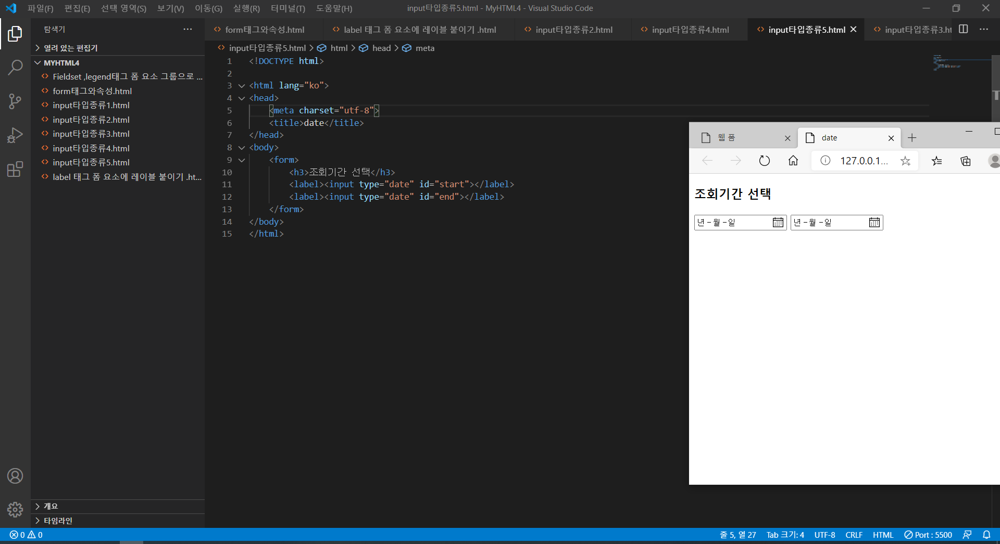 파일(F) 편집(E) 선택 영역(S) 보기(V) 이동(G) 실행(R) 터미널(T) 도움말(H) input타입종류5.html - MyHTML4 - Visual Studio Code
탐색기
열려 있는 편집기
MYHTML4
Fieldset ,legend태그 폼 요소 그룹으로 ...
form태그와속성.html
input타입종류1.html
input타입종류2.html
input타입종류3.html
input타입종류4.html
input타입종류5.html
label 태그 폼 요소에 레이블 붙이기 .ht...
개요
타임라인
form태그와속성.html label 태그 폼 요소에 레이블 붙이기 .html input타입종류2.html input타입종류4.html input타입종류5.html input타입종류3.ht
input타입종류5.html > html > head > meta
1 <!DOCTYPE html>
2
3 <html lang="ko">
4 <head>
5 <meta charset="utf-8">
6 <title>date</title>
7 </head>
8 <body>
9 <form>
10 <h3>조회기간 선택</h3>
11 <label><input type="date" id="start"></label>
12 <label><input type="date" id="end"></label>
13 </form>
14 </body>
15 </html>
웹 폼 date
127.0.0.1...
조회기간 선택
년-월-일 년-월-일
0 0 줄 5, 열 27 Tab 크기: 4 UTF-8 CRLF HTML Port : 5500